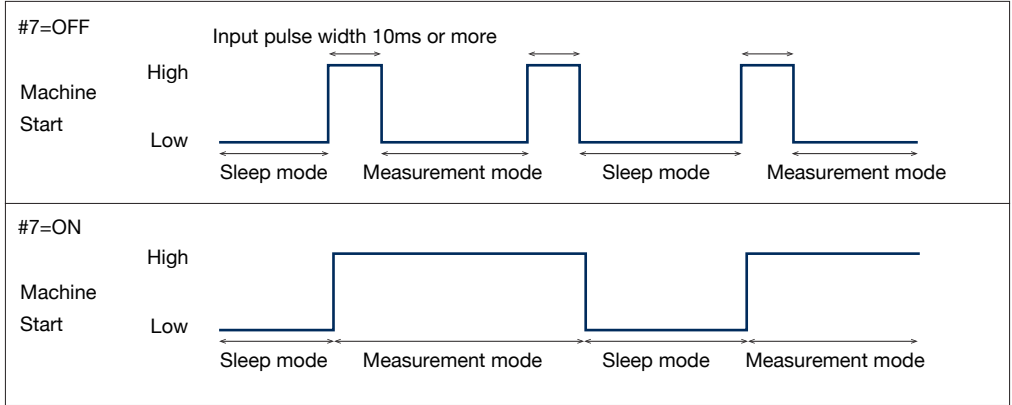 #7=OFF
Input pulse width 10ms or more
High
Machine
Start
Low
Sleep mode Measurement mode Sleep mode Measurement mode
#7=ON
High
Machine
Start
Low
Sleep mode Measurement mode Sleep mode Measurement mode